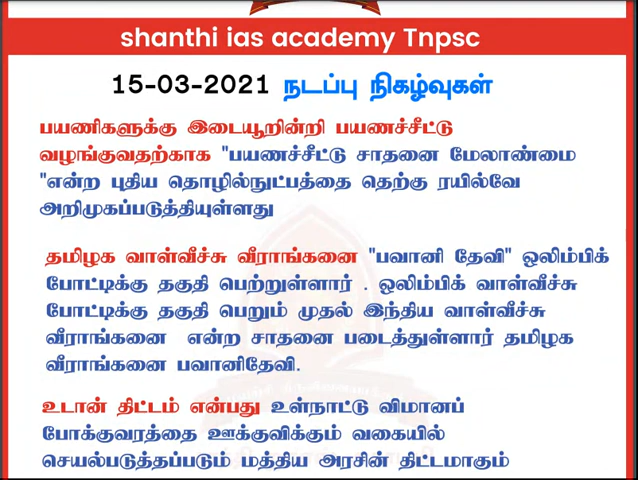 shanthi ias academy Tnpsc
15-03-2021 நடப்பு நிகழ்வுகள்
பயணிகளுக்கு இடையூறின்றி பயணச்சீட்டு
வழங்குவதற்காக "பயணச்சீட்டு சாதனை மேலாண்மை
"என்ற புதிய தொழில்நுட்பத்தை தெற்கு ரயில்வே
அறிமுகப்படுத்தியுள்ளது
தமிழக வாள்வீச்சு வீராங்கனை "பவானி தேவி" ஒலிம்பிக்
போட்டிக்கு தகுதி பெற்றுள்ளார் . ஒலிம்பிக் வாள்வீச்சு
போட்டிக்கு தகுதி பெறும் முதல் இந்திய வாள்வீச்சு
வீராங்கனை என்ற சாதனை படைத்துள்ளார் தமிழக
வீராங்கனை பவானிதேவி.
உடான் திட்டம் என்பது உள்நாட்டு விமானப்
போக்குவரத்தை ஊக்குவிக்கும் வகையில்
செயல்படுத்தப்படும் மத்திய அரசின் திட்டமாகும்